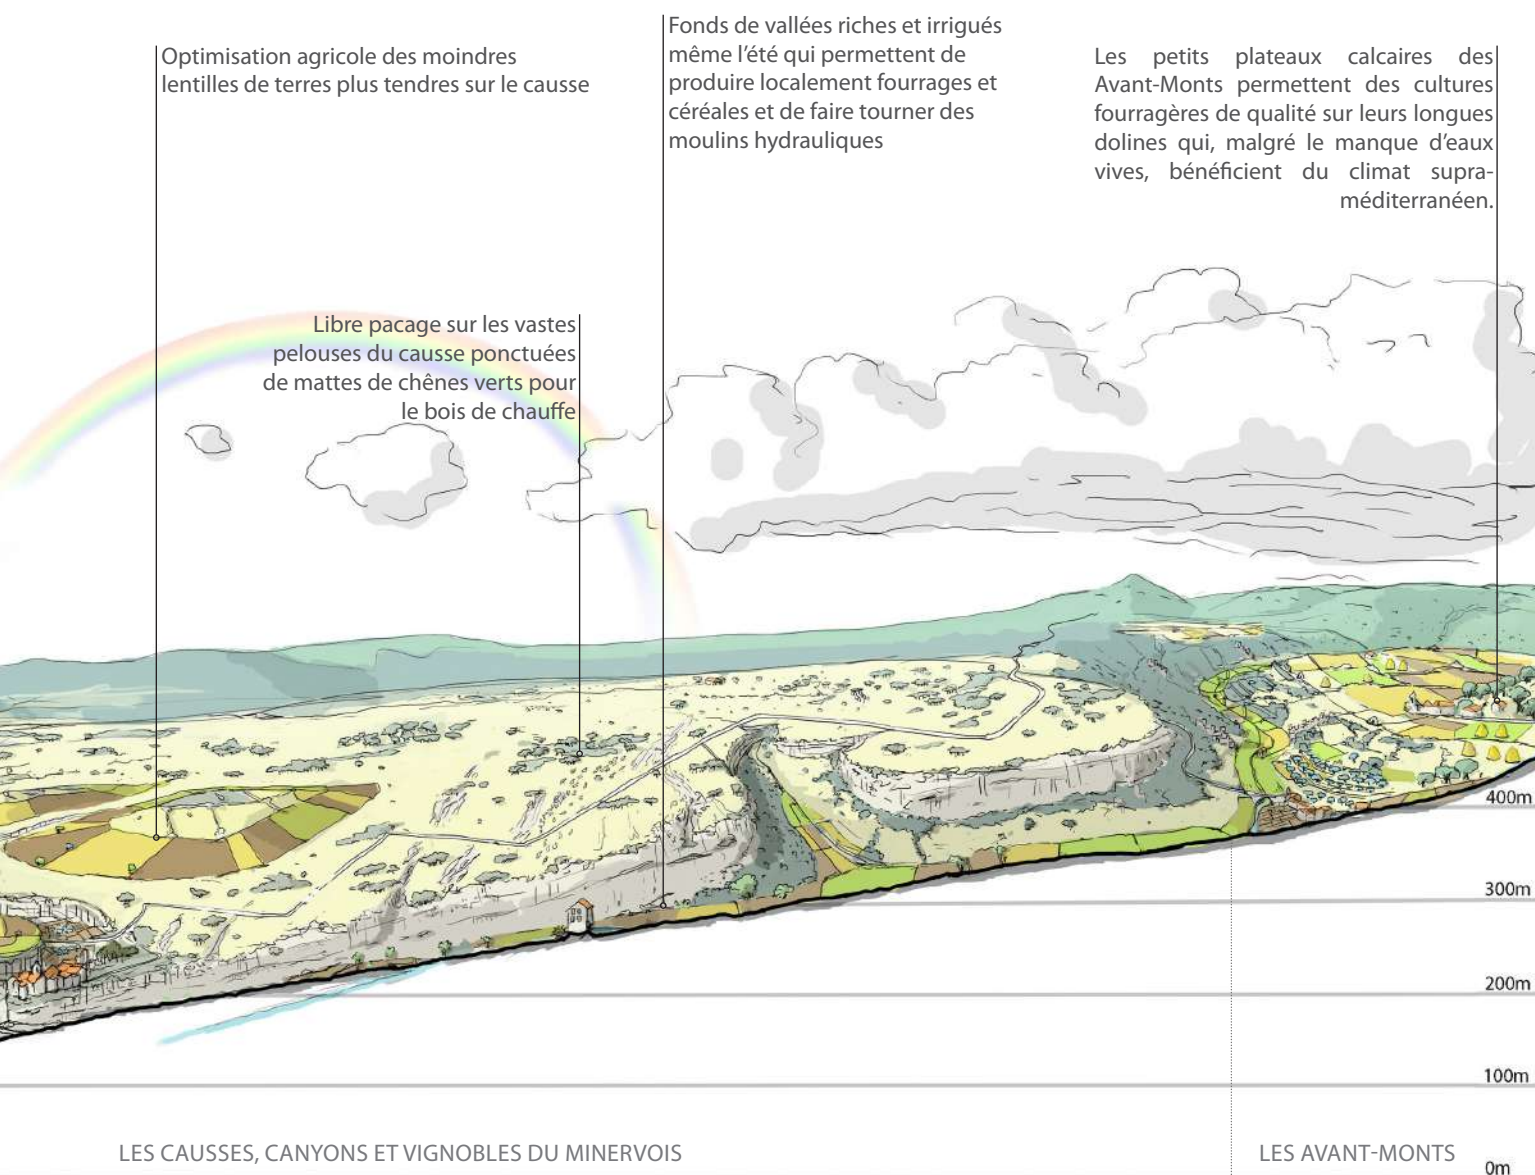 Optimisation agricole des moindres
lentilles de terres plus tendres sur le causse
Fonds de vallées riches et irrigués
même l’été qui permettent de
produire localement fourrages et
céréales et de faire tourner des
moulins hydrauliques
Les petits plateaux calcaires des
Avant-Monts permettent des cultures
fourragères de qualité sur leurs longues
dolines qui, malgré le manque d’eaux
vives, bénéficient du climat supra-
méditerranéen.
Libre pacage sur les vastes
pelouses du causse ponctuées
de mattes de chênes verts pour
le bois de chauffe
400m
300m
200m
100m
0m
LES CAUSSES, CANYONS ET VIGNOBLES DU MINERVOIS
LES AVANT-MONTS